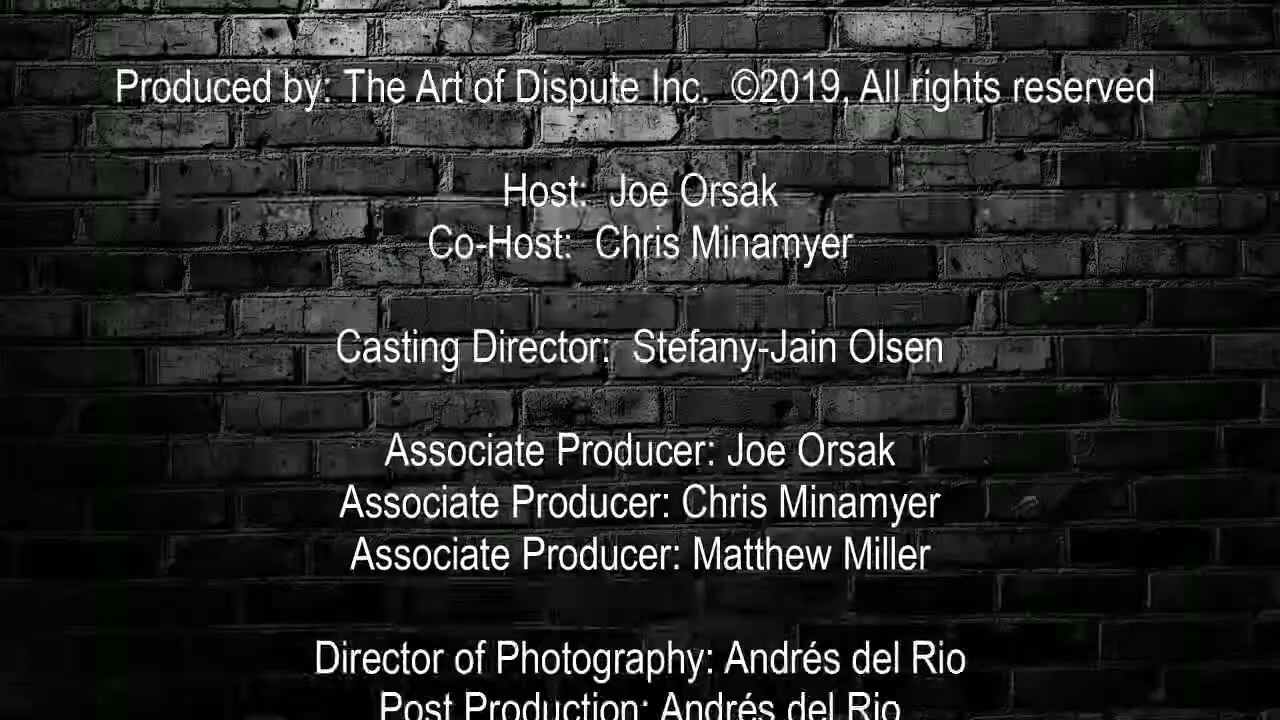 Produced by: The Art of Dispute Inc.  ©2019, All rights reserved
Host:  Joe Orsak
Co-Host:  Chris Minamyer
Casting Director:  Stefany-Jain Olsen
Associate Producer: Joe Orsak
Associate Producer: Chris Minamyer
Associate Producer: Matthew Miller
Director of Photography: Andrés del Rio
Post Production: Andrés del Rio